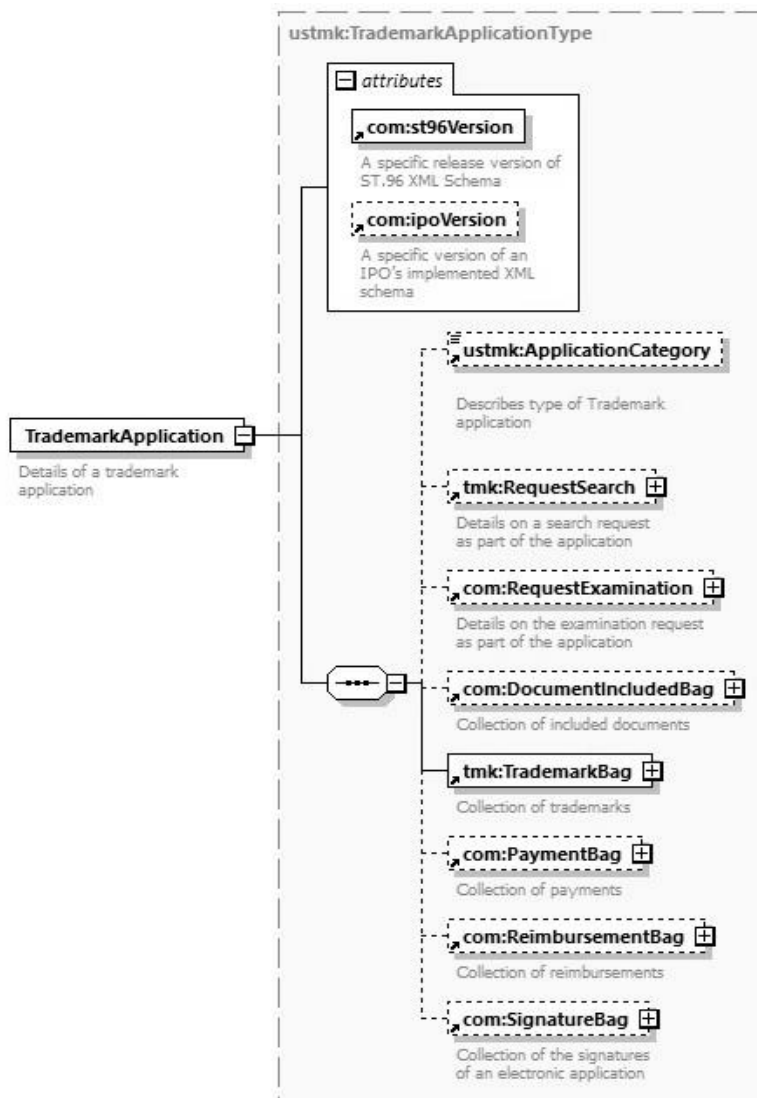 ustmk:TrademarkApplicationType
attributes
com:st96Version
A specific release version of
ST.96 XML Schema
com:ipoVersion
A specific version of an
IPO's implemented XML
schema
ustmk:ApplicationCategory
Describes type of Trademark
application
TrademarkApplication
Details of a trademark
application
tmk:RequestSearch
Details on a search request
as part of the application
com:RequestExamination
Details on the examination request
as part of the application
com:DocumentIncludedBag
Collection of included documents
tmk:TrademarkBag
Collection of trademarks
com:PaymentBag
Collection of payments
com:ReimbursementBag
Collection of reimbursements
com:SignatureBag
Collection of the signatures
of an electronic application